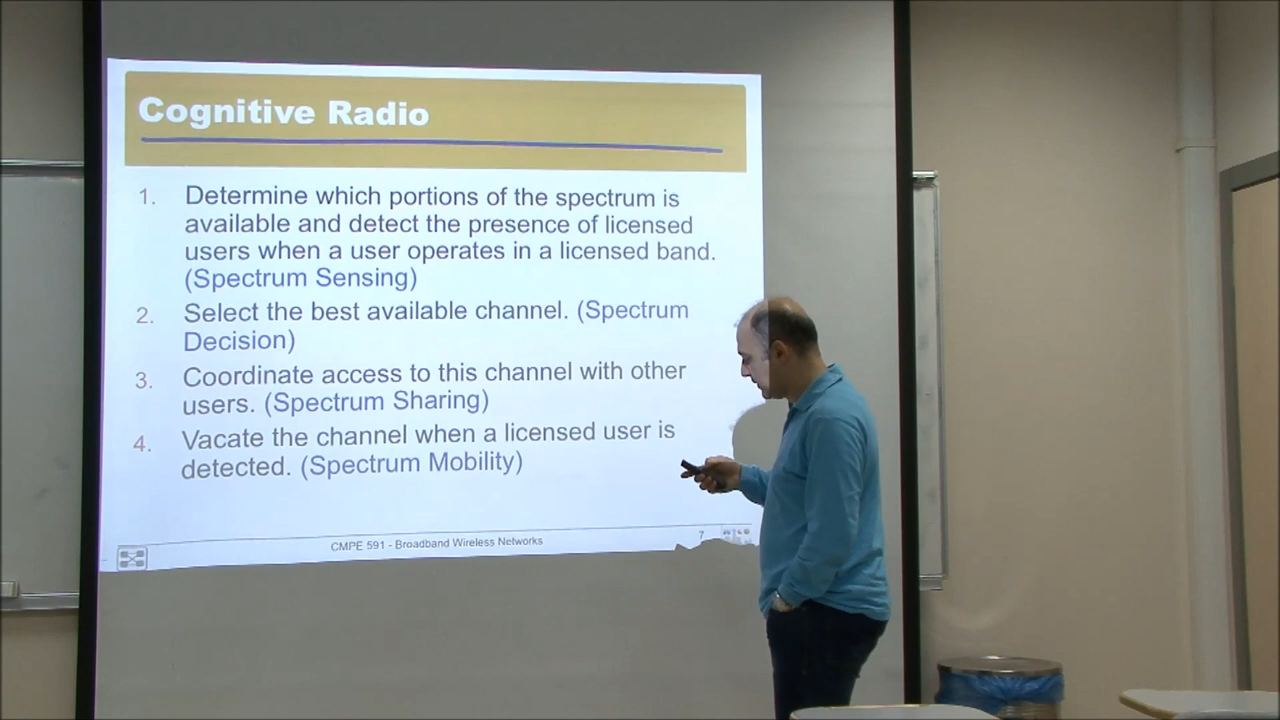 Cognitive Radio
1. Determine which portions of the spectrum is
available and detect the presence of licensed
users when a user operates in a licensed band.
(Spectrum Sensing)
2. Select the best available channel. (Spectrum
Decision)
3. Coordinate access to this channel with other
users. (Spectrum Sharing)
4. Vacate the channel when a licensed user is
detected. (Spectrum Mobility)
CMPE 591 - Broadband Wireless Networks
7